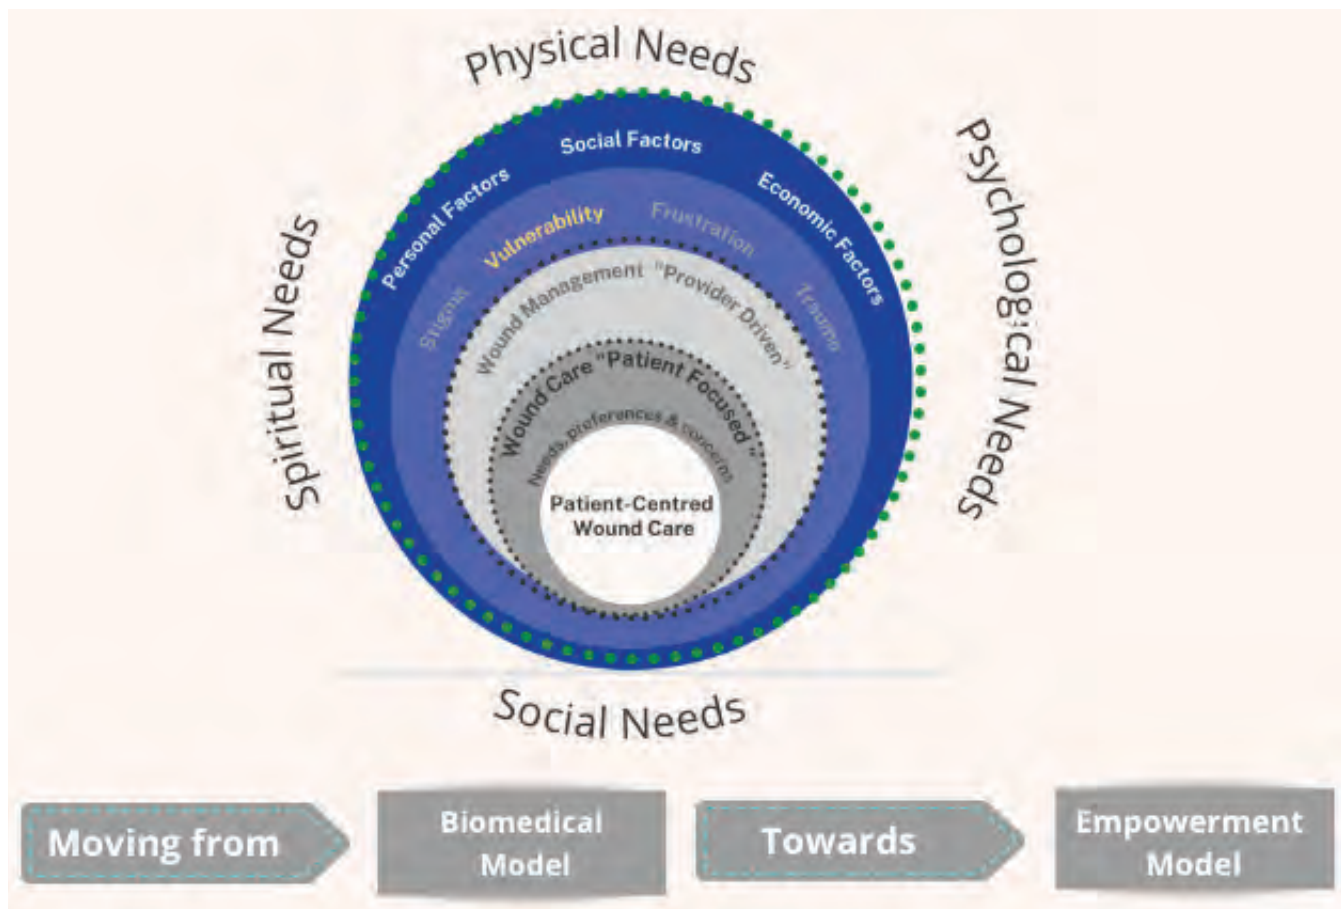 Physical Needs
Psychological Needs
Spiritual Needs
Social Factors
Personal Factors
Economic Factors
Vulnerability
Frustration
Stigma
Trauma
Wound Management "Provider Driven"
Wound Care "Patient Focused"
Needs, preferences & concerns
Patient-Centred
Wound Care
Social Needs
Moving from
Biomedical
Model
Towards
Empowerment
Model